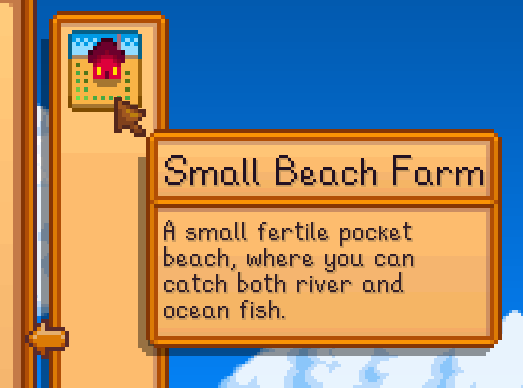 Small Beach Farm
A small fertile pocket
beach, where you can
catch both river and
ocean fish.